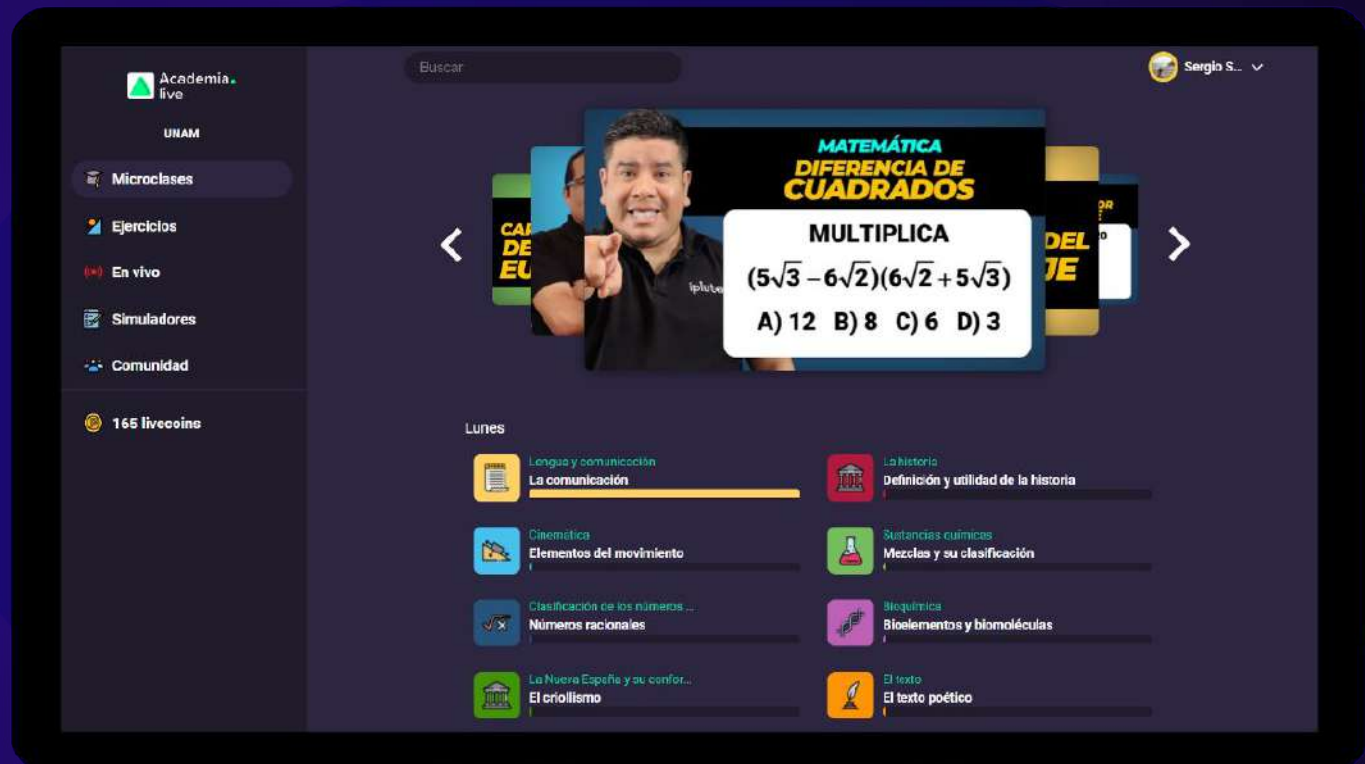 Academia.
live
UNAM
Microclases
Ejercicios
En vivo
Simuladores
Comunidad
165 livecoins
Buscar
Sergio S...
MATEMÁTICA
DIFERENCIA DE
CUADRADOS
MULTIPLICA
(5√3 – 6√2)(6√2 + 5√3)
A) 12 B) 8 C) 6 D) 3
DE
EU
DEL
JE
Lunes
Lengua y comunicación
La comunicación
La historia
Definición y utilidad de la historia
Cinemática
Elementos del movimiento
Sustancias químicas
Mezclas y su clasificación
Clasificación de los números ...
Números racionales
Bioquímica
Bioelementos y biomoléculas
La Nueva España y su confor...
El criollismo
El texto
El texto poético